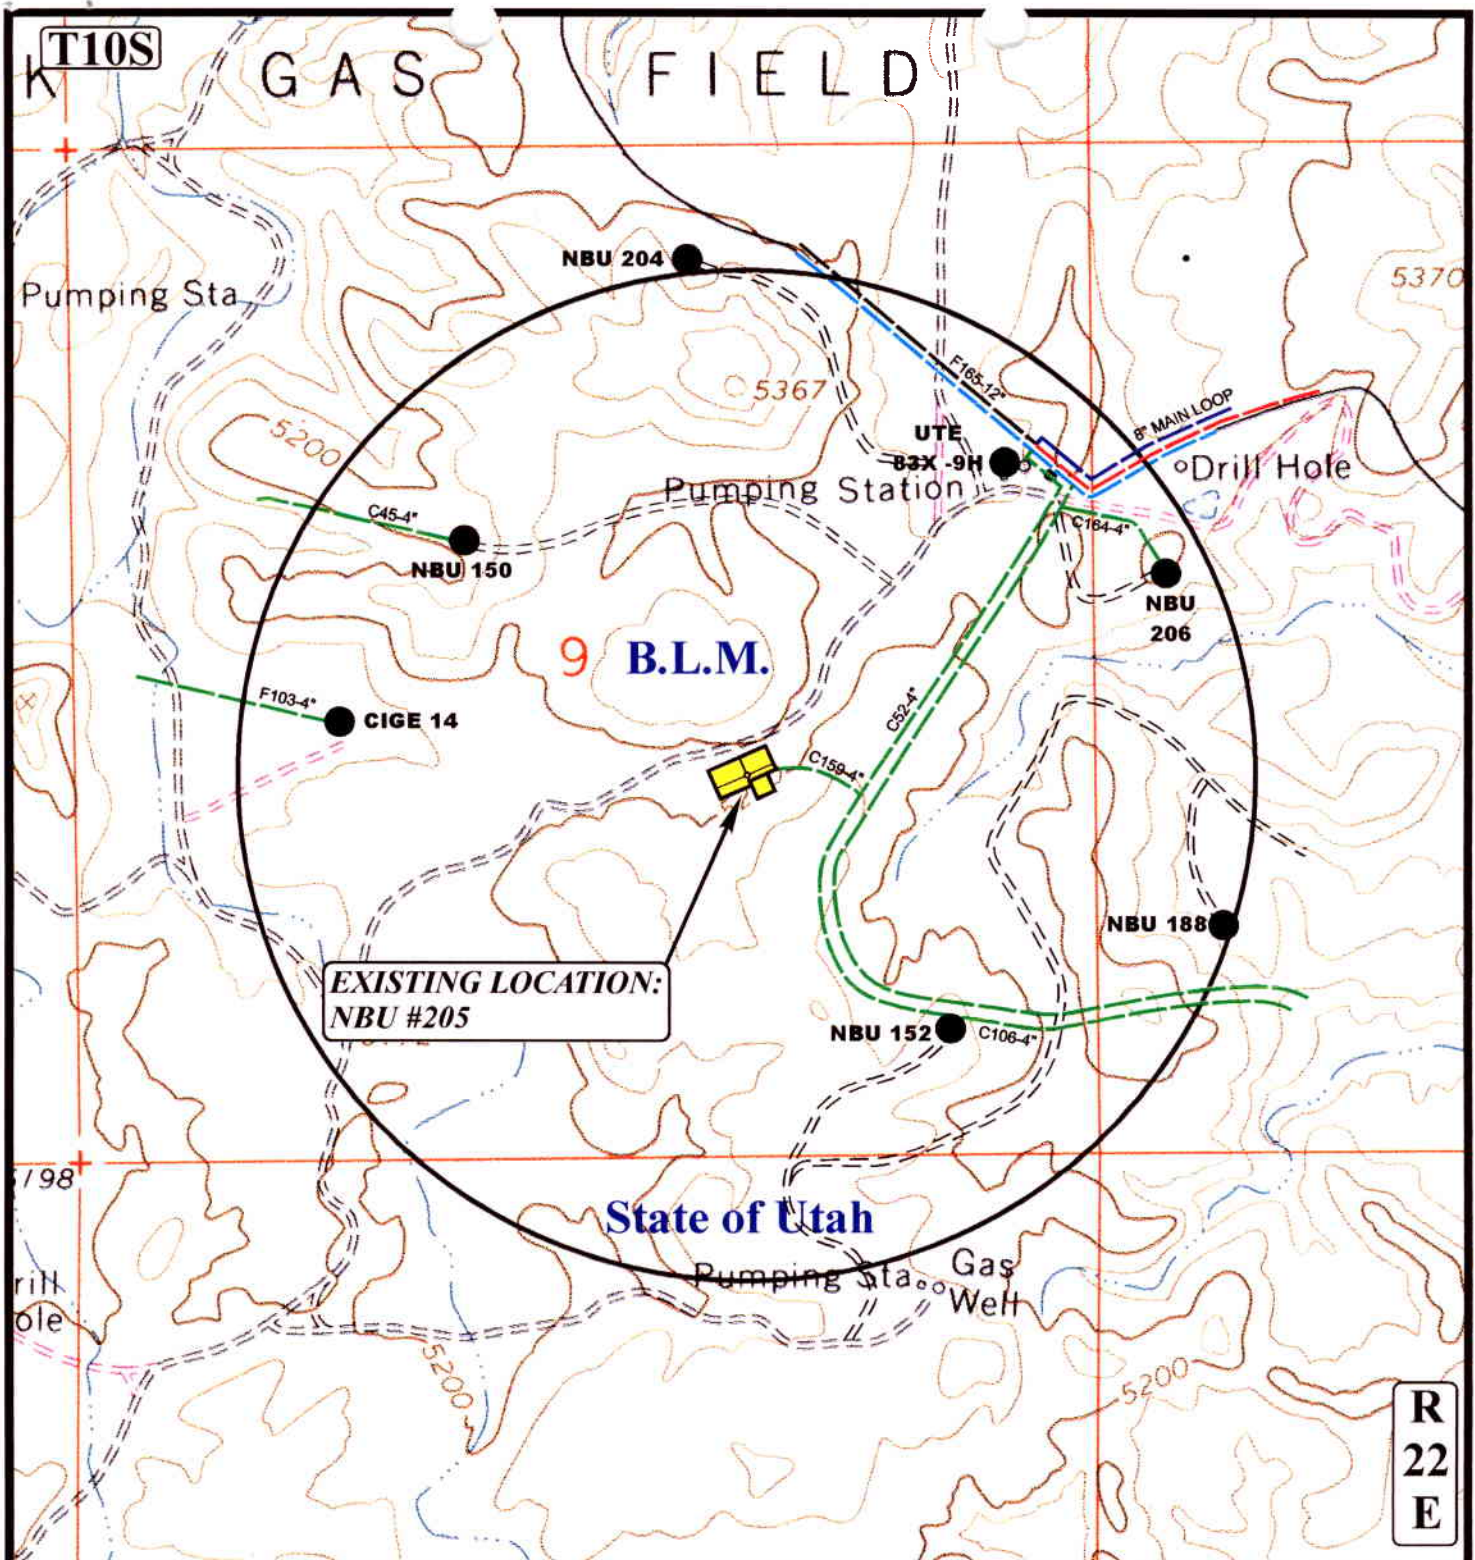 T10S
K GAS FIELD
NBU 204
Pumping Sta
5370
5367
F165-12"
8" MAIN LOOP
5200
UTE
83X -9H
Drill Hole
Pumping Station
C45-4"
C164-4"
NBU 150
NBU
206
9 B.L.M.
F103-4"
CIGE 14
C52-4"
C159-4"
NBU 188
EXISTING LOCATION:
NBU #205
NBU 152
C106-4"
State of Utah
Pumping Sta
Gas
Well
rill
ole
5200
5200
R
22
E